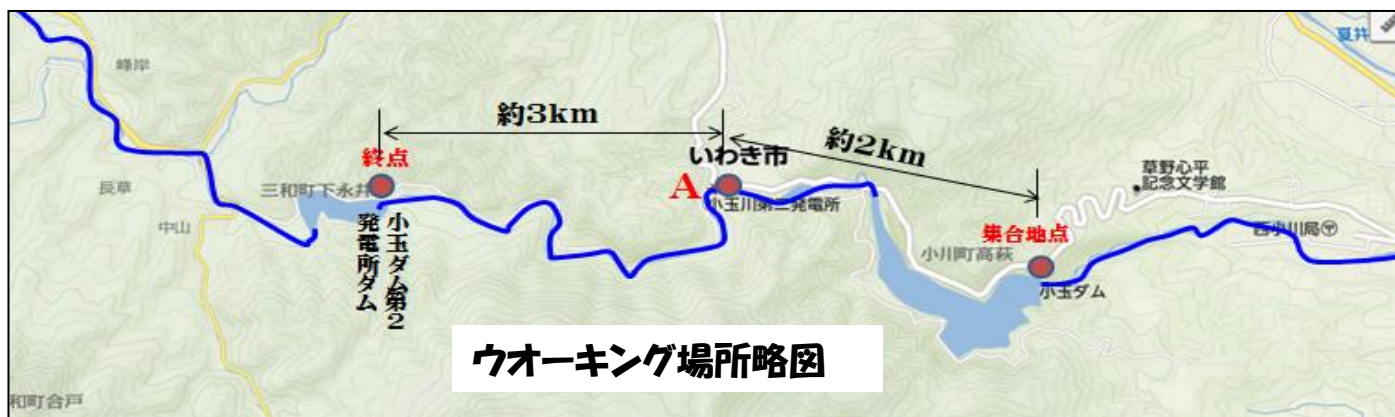 夏井
峰岸
約3km
約2km
いわき市
終点
草野心平
記念文学館
長草
三和町下永井
A
小玉川第二発電所
中山
小玉ダム第2
発電所ダム
集合地点
西小川局〒
小川町高萩
小玉ダム
ウオーキング場所略図
和町合戸